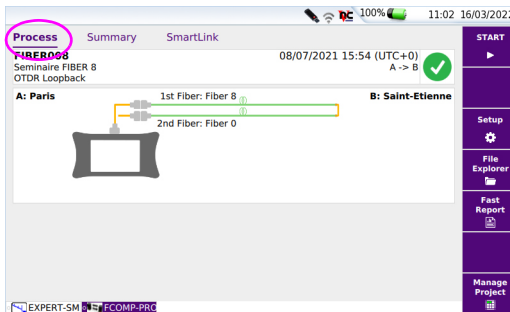 100% 11:02 16/03/2022
Process Summary SmartLink
START
FIBER008 08/07/2021 15:54 (UTC+0)
Seminaire FIBER 8 A -> B
OTDR Loopback
A: Paris 1st Fiber: Fiber 8 B: Saint-Etienne
2nd Fiber: Fiber 0
Setup
File
Explorer
Fast
Report
Manage
Project
EXPERT-SM FCOMP-PRO